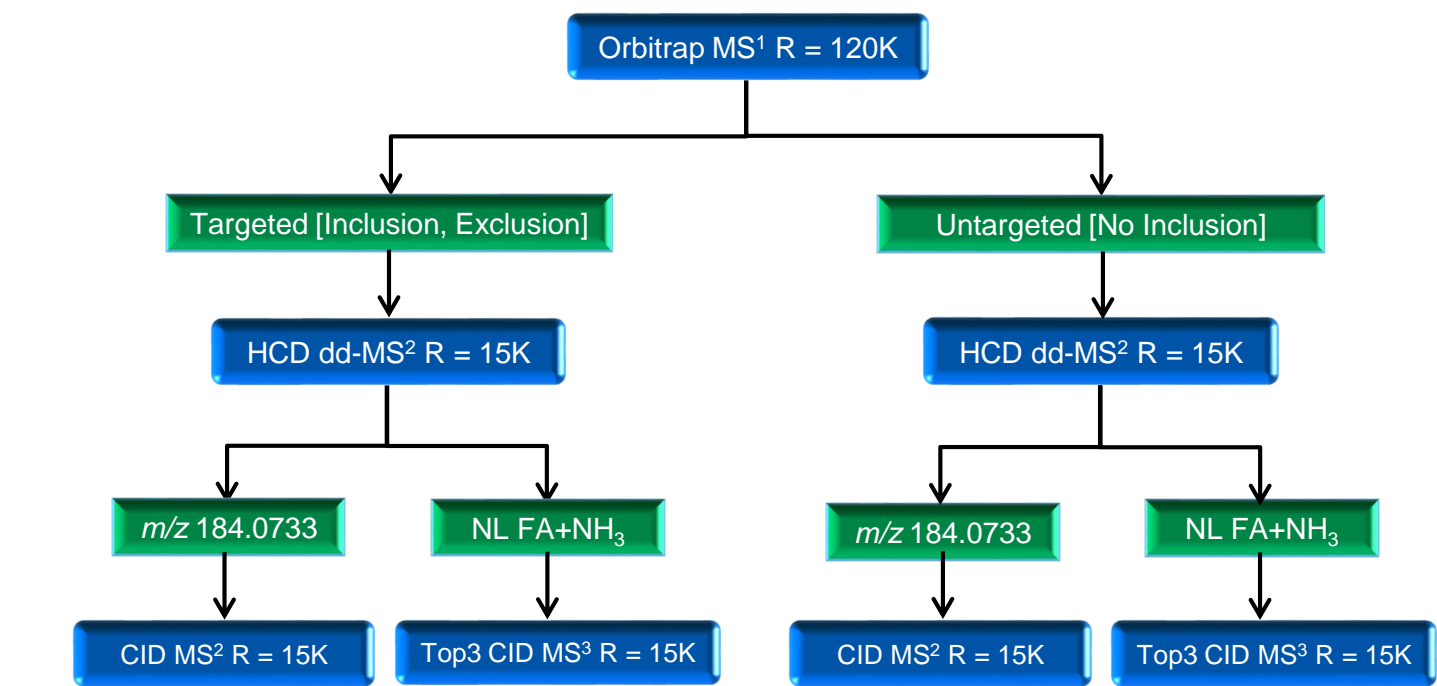 Orbitrap MS¹ R = 120K
Targeted [Inclusion, Exclusion]
Untargeted [No Inclusion]
HCD dd-MS² R = 15K
HCD dd-MS² R = 15K
m/z 184.0733
NL FA+NH₃
m/z 184.0733
NL FA+NH₃
CID MS² R = 15K
Top3 CID MS³ R = 15K
CID MS² R = 15K
Top3 CID MS³ R = 15K